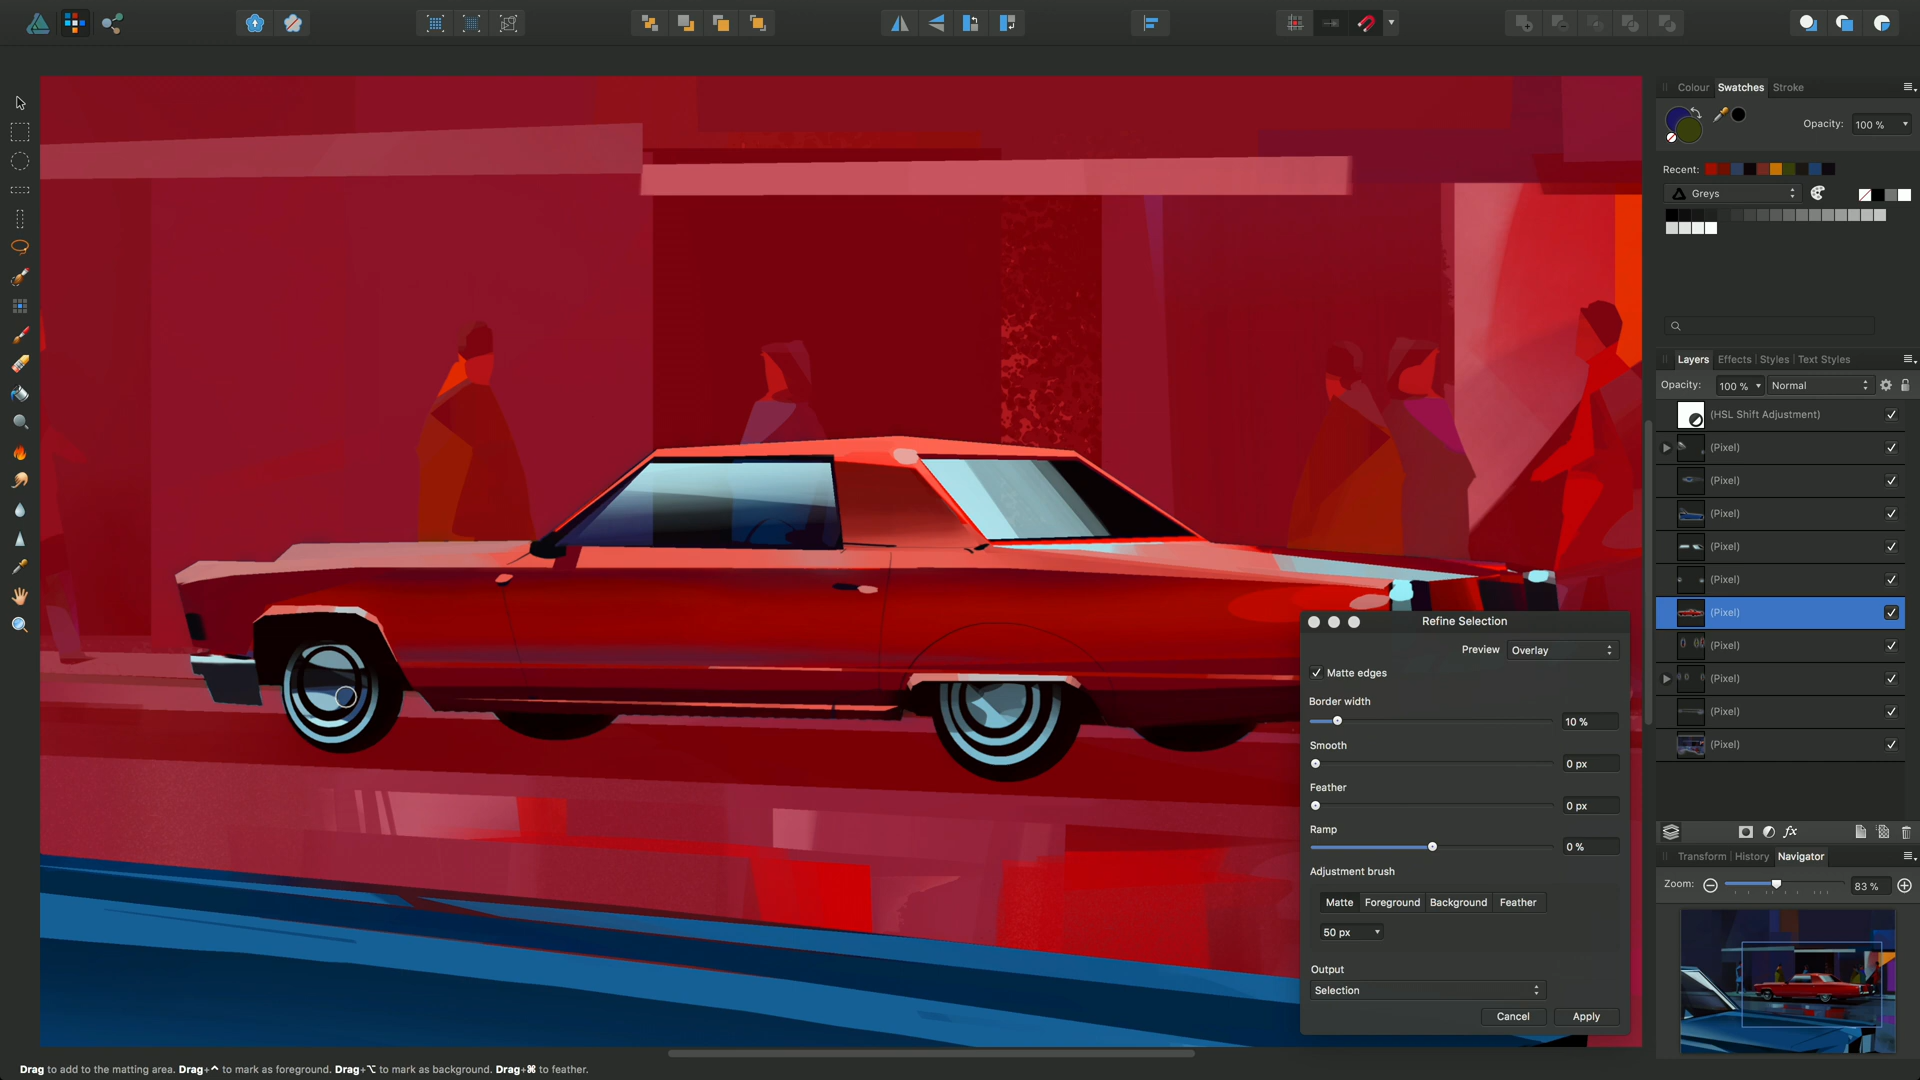 Colour Swatches Stroke
Opacity: 100 %
Recent:
Greys
Layers Effects Styles Text Styles
Opacity: 100 % Normal
(HSL Shift Adjustment)
(Pixel)
(Pixel)
(Pixel)
(Pixel)
(Pixel)
(Pixel)
(Pixel)
(Pixel)
(Pixel)
(Pixel)
fx
Transform History Navigator
Zoom: 83 %
Refine Selection
Preview Overlay
Matte edges
Border width
10 %
Smooth
0 px
Feather
0 px
Ramp
0 %
Adjustment brush
Matte Foreground Background Feather
50 px
Output
Selection
Cancel Apply
Drag to add to the matting area. Drag+⌃ to mark as foreground. Drag+⌥ to mark as background. Drag+⌘ to feather.